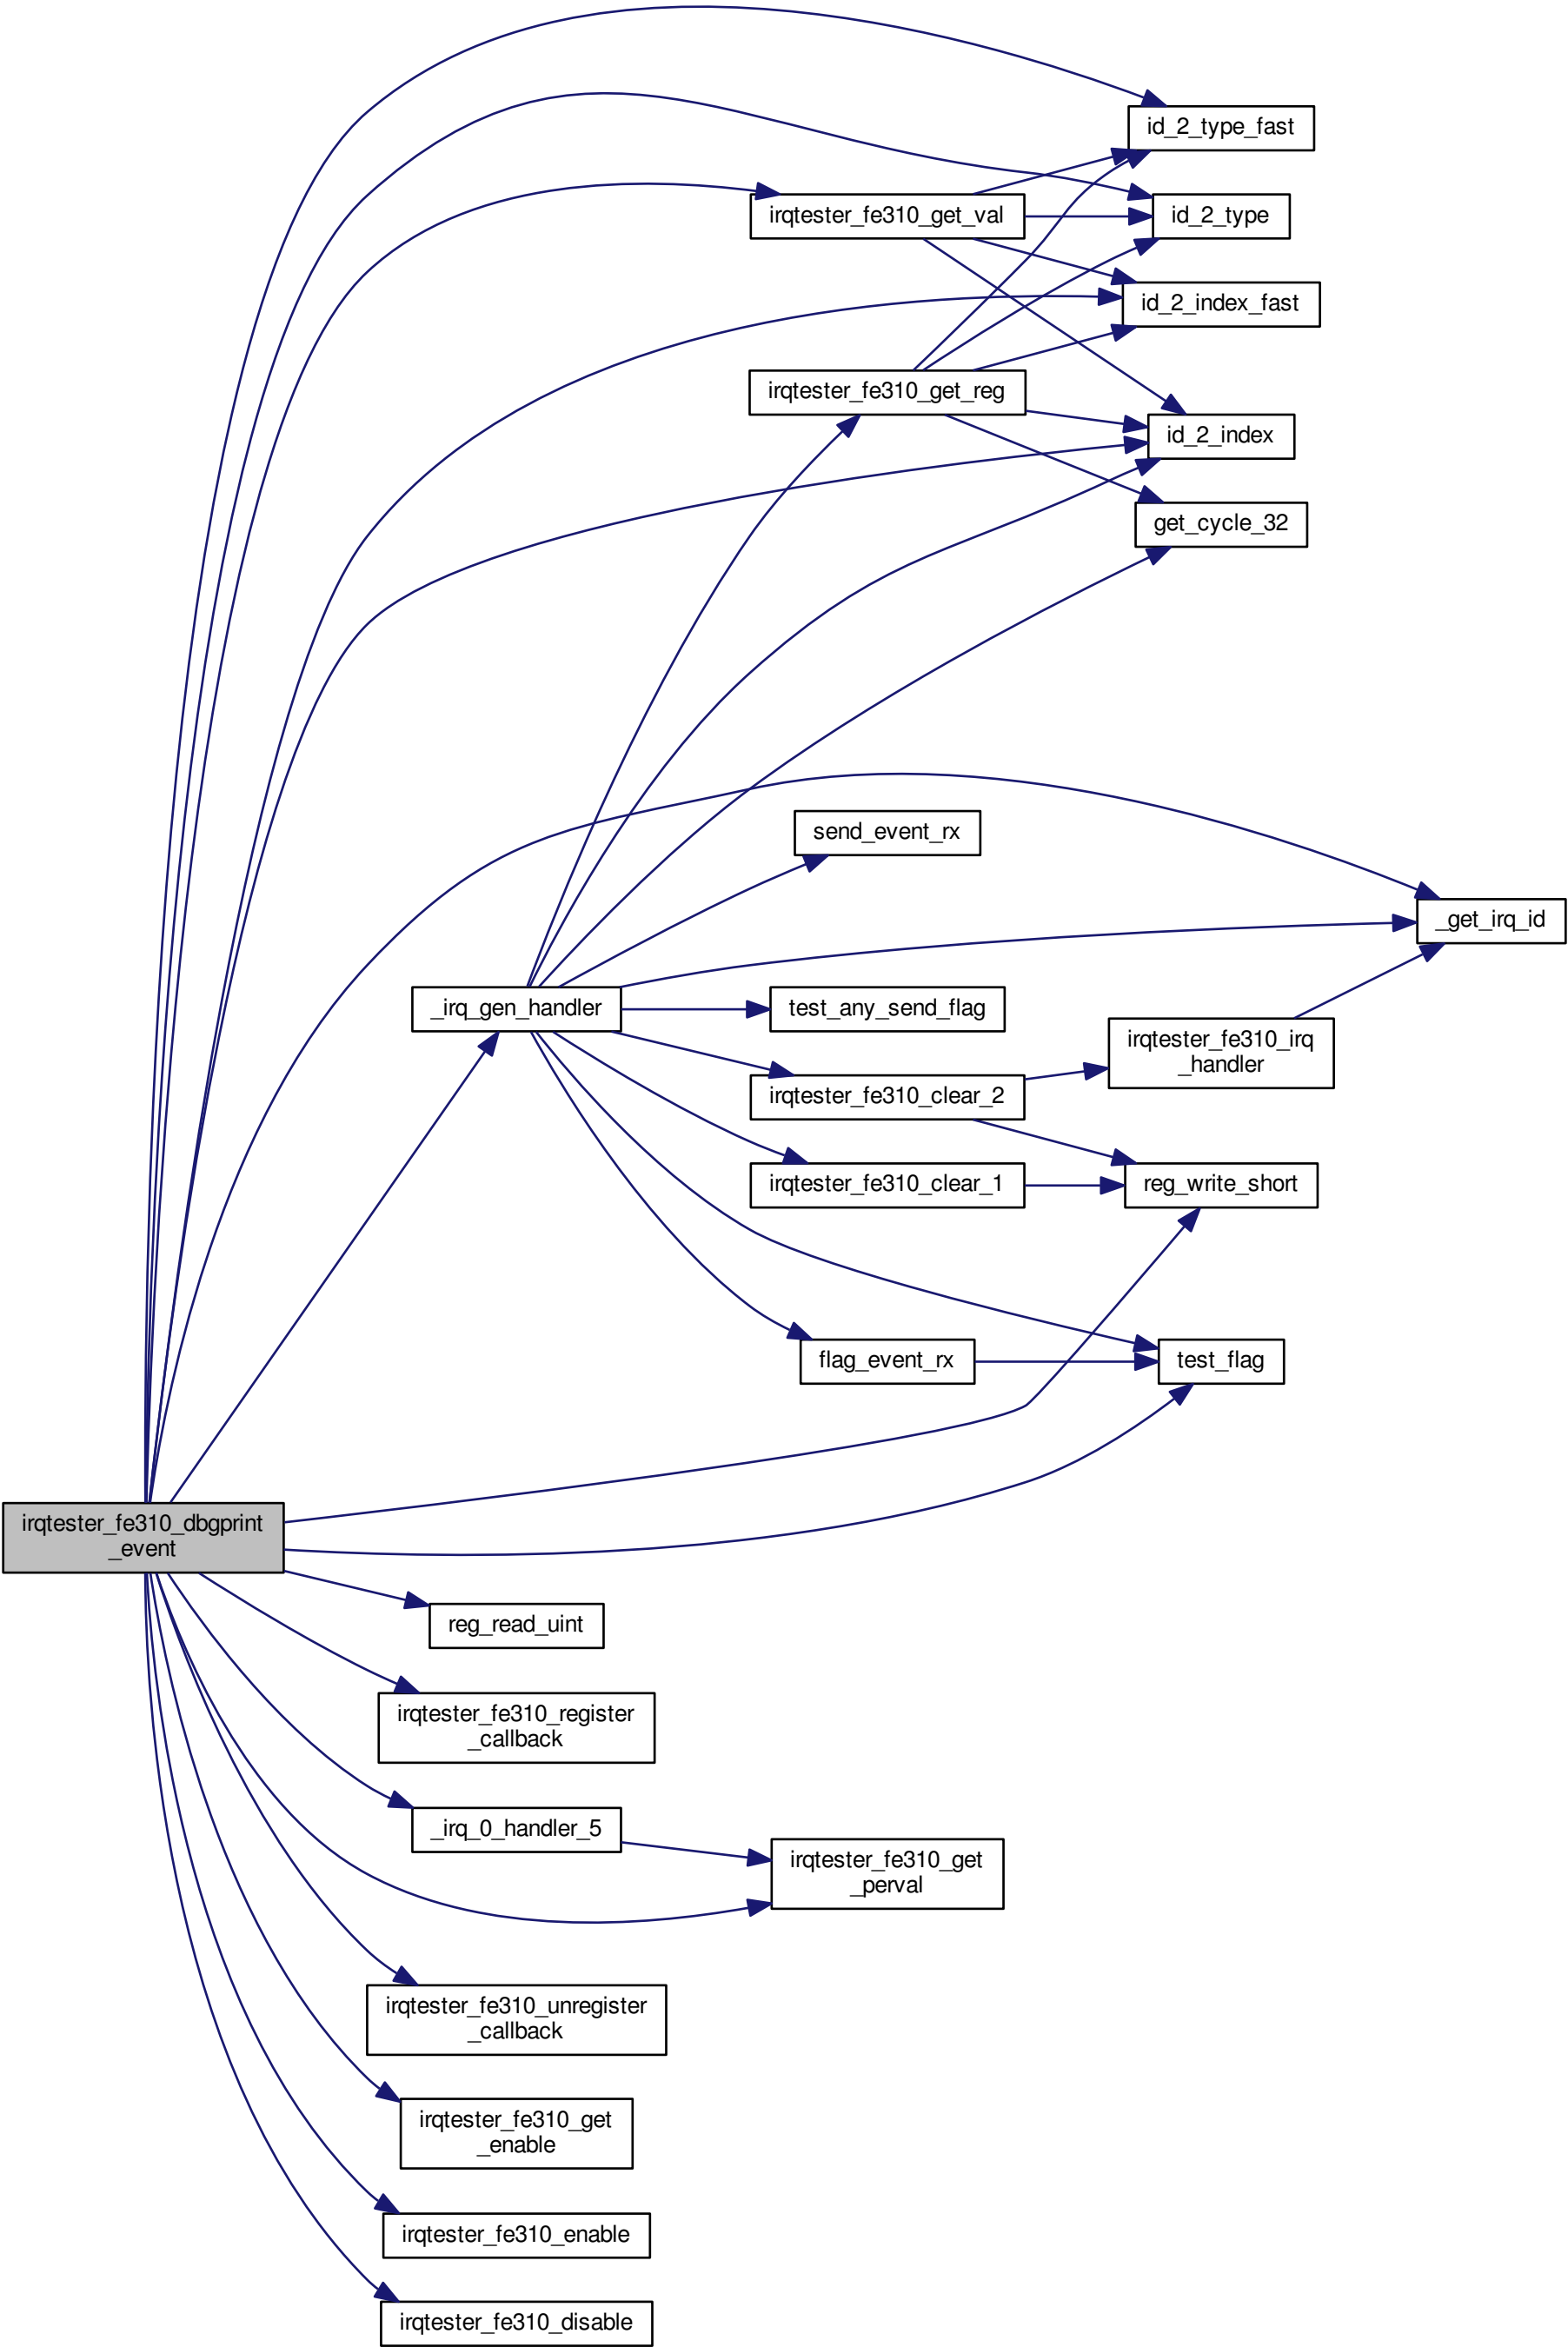 id_2_type_fast
irqtester_fe310_get_val
id_2_type
id_2_index_fast
irqtester_fe310_get_reg
id_2_index
get_cycle_32
send_event_rx
_get_irq_id
_irq_gen_handler
test_any_send_flag
irqtester_fe310_irq
_handler
irqtester_fe310_clear_2
irqtester_fe310_clear_1
reg_write_short
flag_event_rx
test_flag
irqtester_fe310_dbgprint
_event
reg_read_uint
irqtester_fe310_register
_callback
_irq_0_handler_5
irqtester_fe310_get
_perval
irqtester_fe310_unregister
_callback
irqtester_fe310_get
_enable
irqtester_fe310_enable
irqtester_fe310_disable